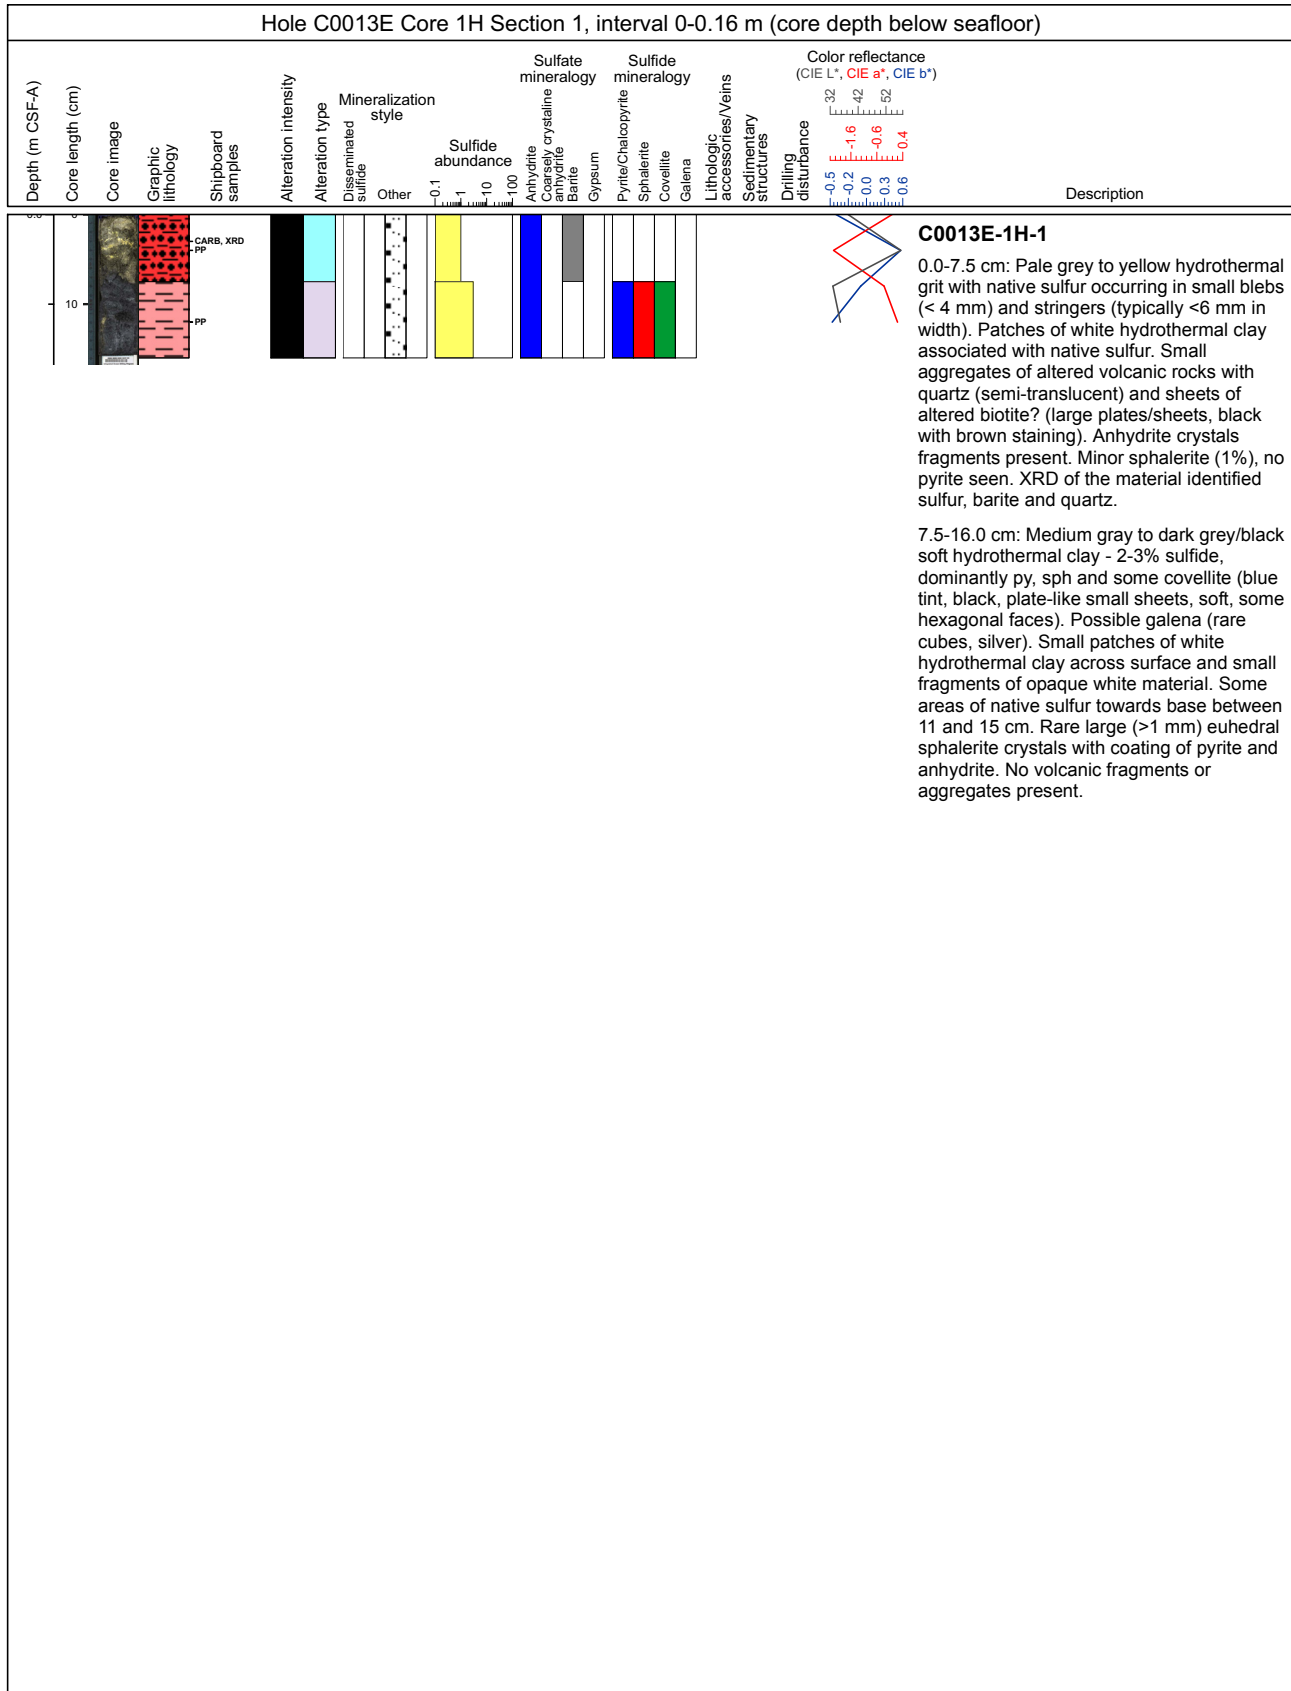 Hole C0013E Core 1H Section 1, interval 0-0.16 m (core depth below seafloor)
Depth (m CSF-A)
Core length (cm)
Core image
Graphic
lithology
Shipboard
samples
Alteration intensity
Alteration type
Mineralization
style
Disseminated
sulfide
Other
Sulfide
abundance
0.1
1
10
100
Sulfate
mineralogy
Anhydrite
Coarsely crystaline
anhydrite
Barite
Gypsum
Sulfide
mineralogy
Pyrite/Chalcopyrite
Sphalerite
Covellite
Galena
Lithologic
accessories/Veins
Sedimentary
structures
Drilling
disturbance
Color reflectance
(CIE L*, CIE a*, CIE b*)
32
42
52
-1.6
-0.6
0.4
-0.5
-0.2
0.0
0.3
0.6
Description
CARB, XRD
PP
10
PP
C0013E-1H-1
0.0-7.5 cm: Pale grey to yellow hydrothermal
grit with native sulfur occurring in small blebs
(< 4 mm) and stringers (typically <6 mm in
width). Patches of white hydrothermal clay
associated with native sulfur. Small
aggregates of altered volcanic rocks with
quartz (semi-translucent) and sheets of
altered biotite? (large plates/sheets, black
with brown staining). Anhydrite crystals
fragments present. Minor sphalerite (1%), no
pyrite seen. XRD of the material identified
sulfur, barite and quartz.
7.5-16.0 cm: Medium gray to dark grey/black
soft hydrothermal clay - 2-3% sulfide,
dominantly py, sph and some covellite (blue
tint, black, plate-like small sheets, soft, some
hexagonal faces). Possible galena (rare
cubes, silver). Small patches of white
hydrothermal clay across surface and small
fragments of opaque white material. Some
areas of native sulfur towards base between
11 and 15 cm. Rare large (>1 mm) euhedral
sphalerite crystals with coating of pyrite and
anhydrite. No volcanic fragments or
aggregates present.